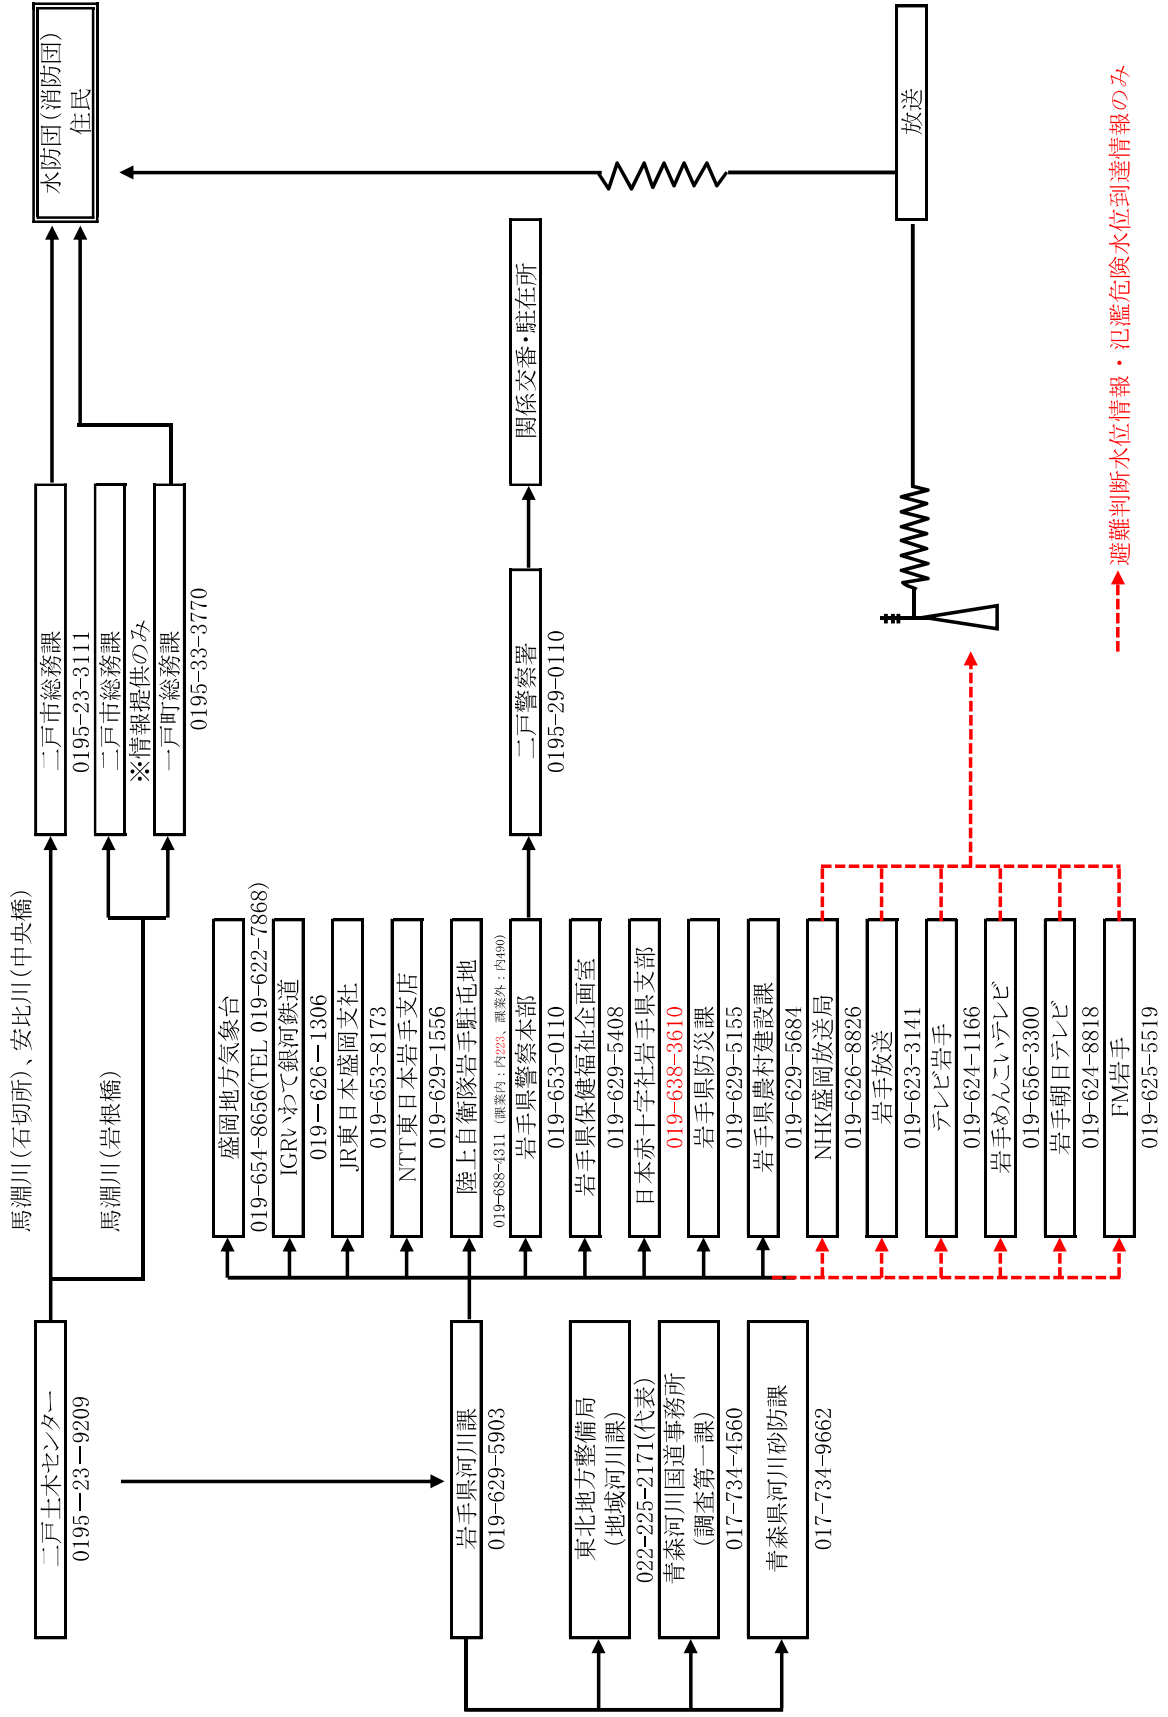 馬淵川（石切所）、安比川（中央橋）
馬淵川（岩根橋）
二戸土木センター
0195－23－9209
二戸市総務課
0195-23-3111
二戸市総務課
※情報提供のみ
一戸町総務課
0195-33-3770
水防団（消防団）
住民
盛岡地方気象台
019-654-8656(TEL 019-622-7868)
IGRいわて銀河鉄道
019－626－1306
JR東日本盛岡支社
019-653-8173
NTT東日本岩手支店
019-629-1556
岩手県河川課
019-629-5903
陸上自衛隊岩手駐屯地
019-688-4311（課業内：内223、課業外：内490）
岩手県警察本部
019-653-0110
二戸警察署
0195-29-0110
関係交番・駐在所
岩手県保健福祉企画室
019-629-5408
日本赤十字社岩手県支部
019-638-3610
岩手県防災課
019-629-5155
岩手県農村建設課
019-629-5684
東北地方整備局
（地域河川課）
022-225-2171(代表)
青森河川国道事務所
（調査第一課）
017-734-4560
青森県河川砂防課
017-734-9662
NHK盛岡放送局
019-626-8826
岩手放送
019-623-3141
テレビ岩手
019-624-1166
岩手めんこいテレビ
019-656-3300
岩手朝日テレビ
019-624-8818
FM岩手
019-625-5519
放送
避難判断水位情報・氾濫危険水位到達情報のみ